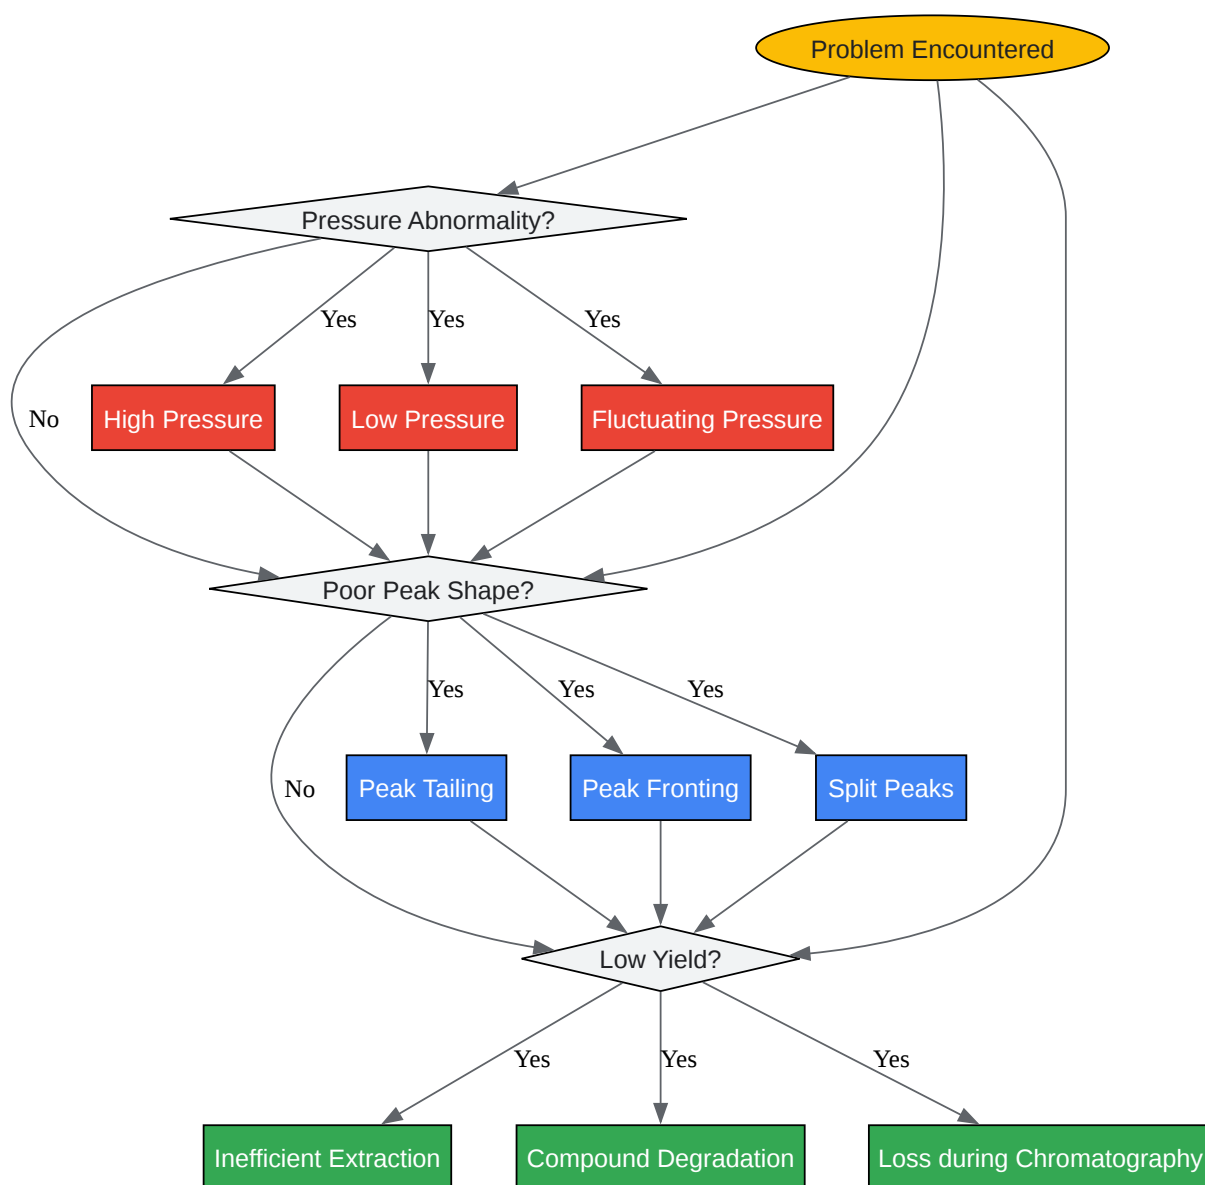 Problem Encountered
Pressure Abnormality?
Yes
Yes
Yes
No
High Pressure
Low Pressure
Fluctuating Pressure
Poor Peak Shape?
Yes
Yes
Yes
No
Peak Tailing
Peak Fronting
Split Peaks
Low Yield?
Yes
Yes
Yes
Inefficient Extraction
Compound Degradation
Loss during Chromatography